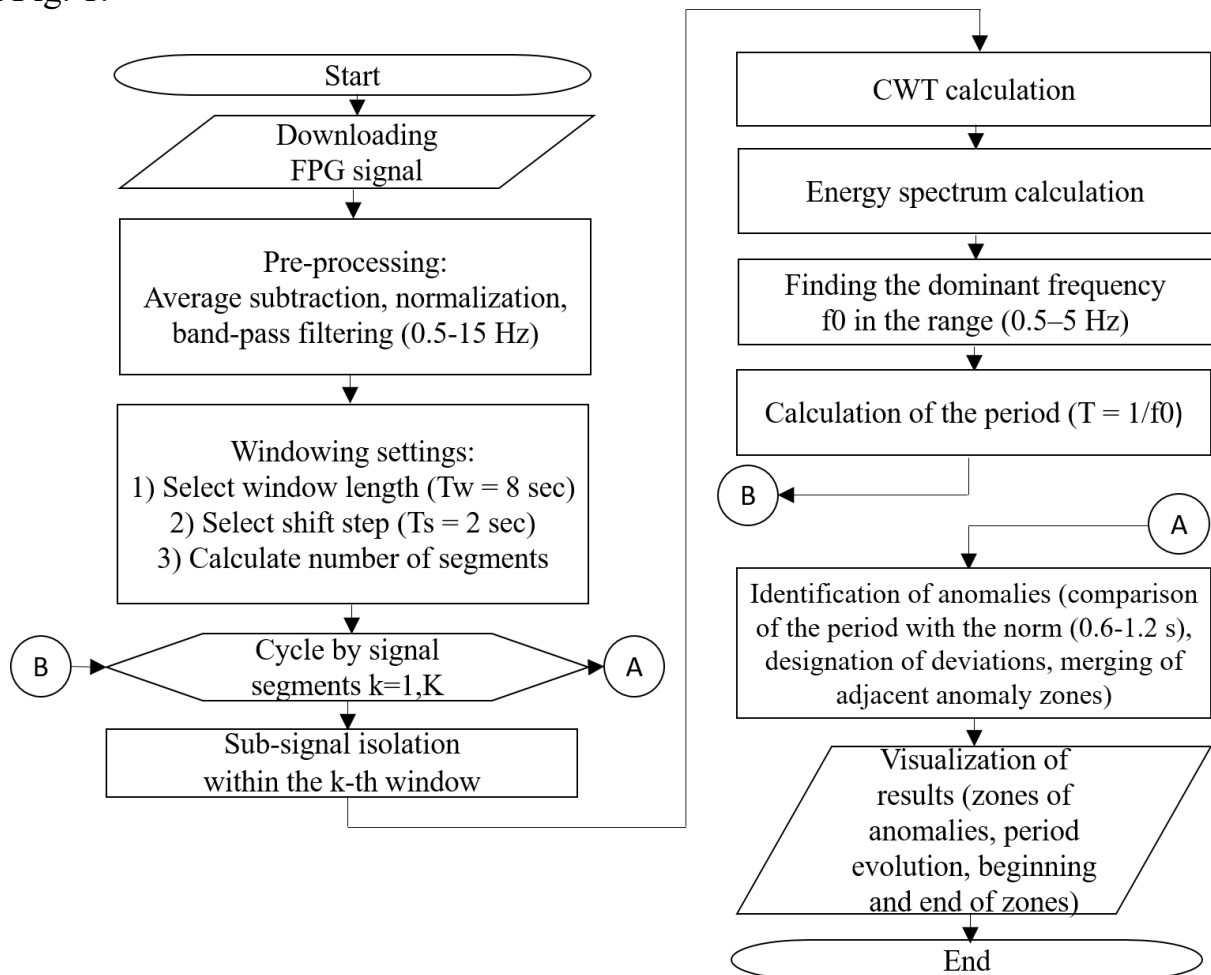 Fig. 1.
Start
Downloading
FPG signal
Pre-processing:
Average subtraction, normalization,
band-pass filtering (0.5-15 Hz)
Windowing settings:
1) Select window length (Tw = 8 sec)
2) Select shift step (Ts = 2 sec)
3) Calculate number of segments
B
Cycle by signal
segments k=1,K
A
Sub-signal isolation
within the k-th window
CWT calculation
Energy spectrum calculation
Finding the dominant frequency
f0 in the range (0.5–5 Hz)
Calculation of the period (T = 1/f0)
B
A
Identification of anomalies (comparison
of the period with the norm (0.6-1.2 s),
designation of deviations, merging of
adjacent anomaly zones)
Visualization of
results (zones of
anomalies, period
evolution, beginning
and end of zones)
End